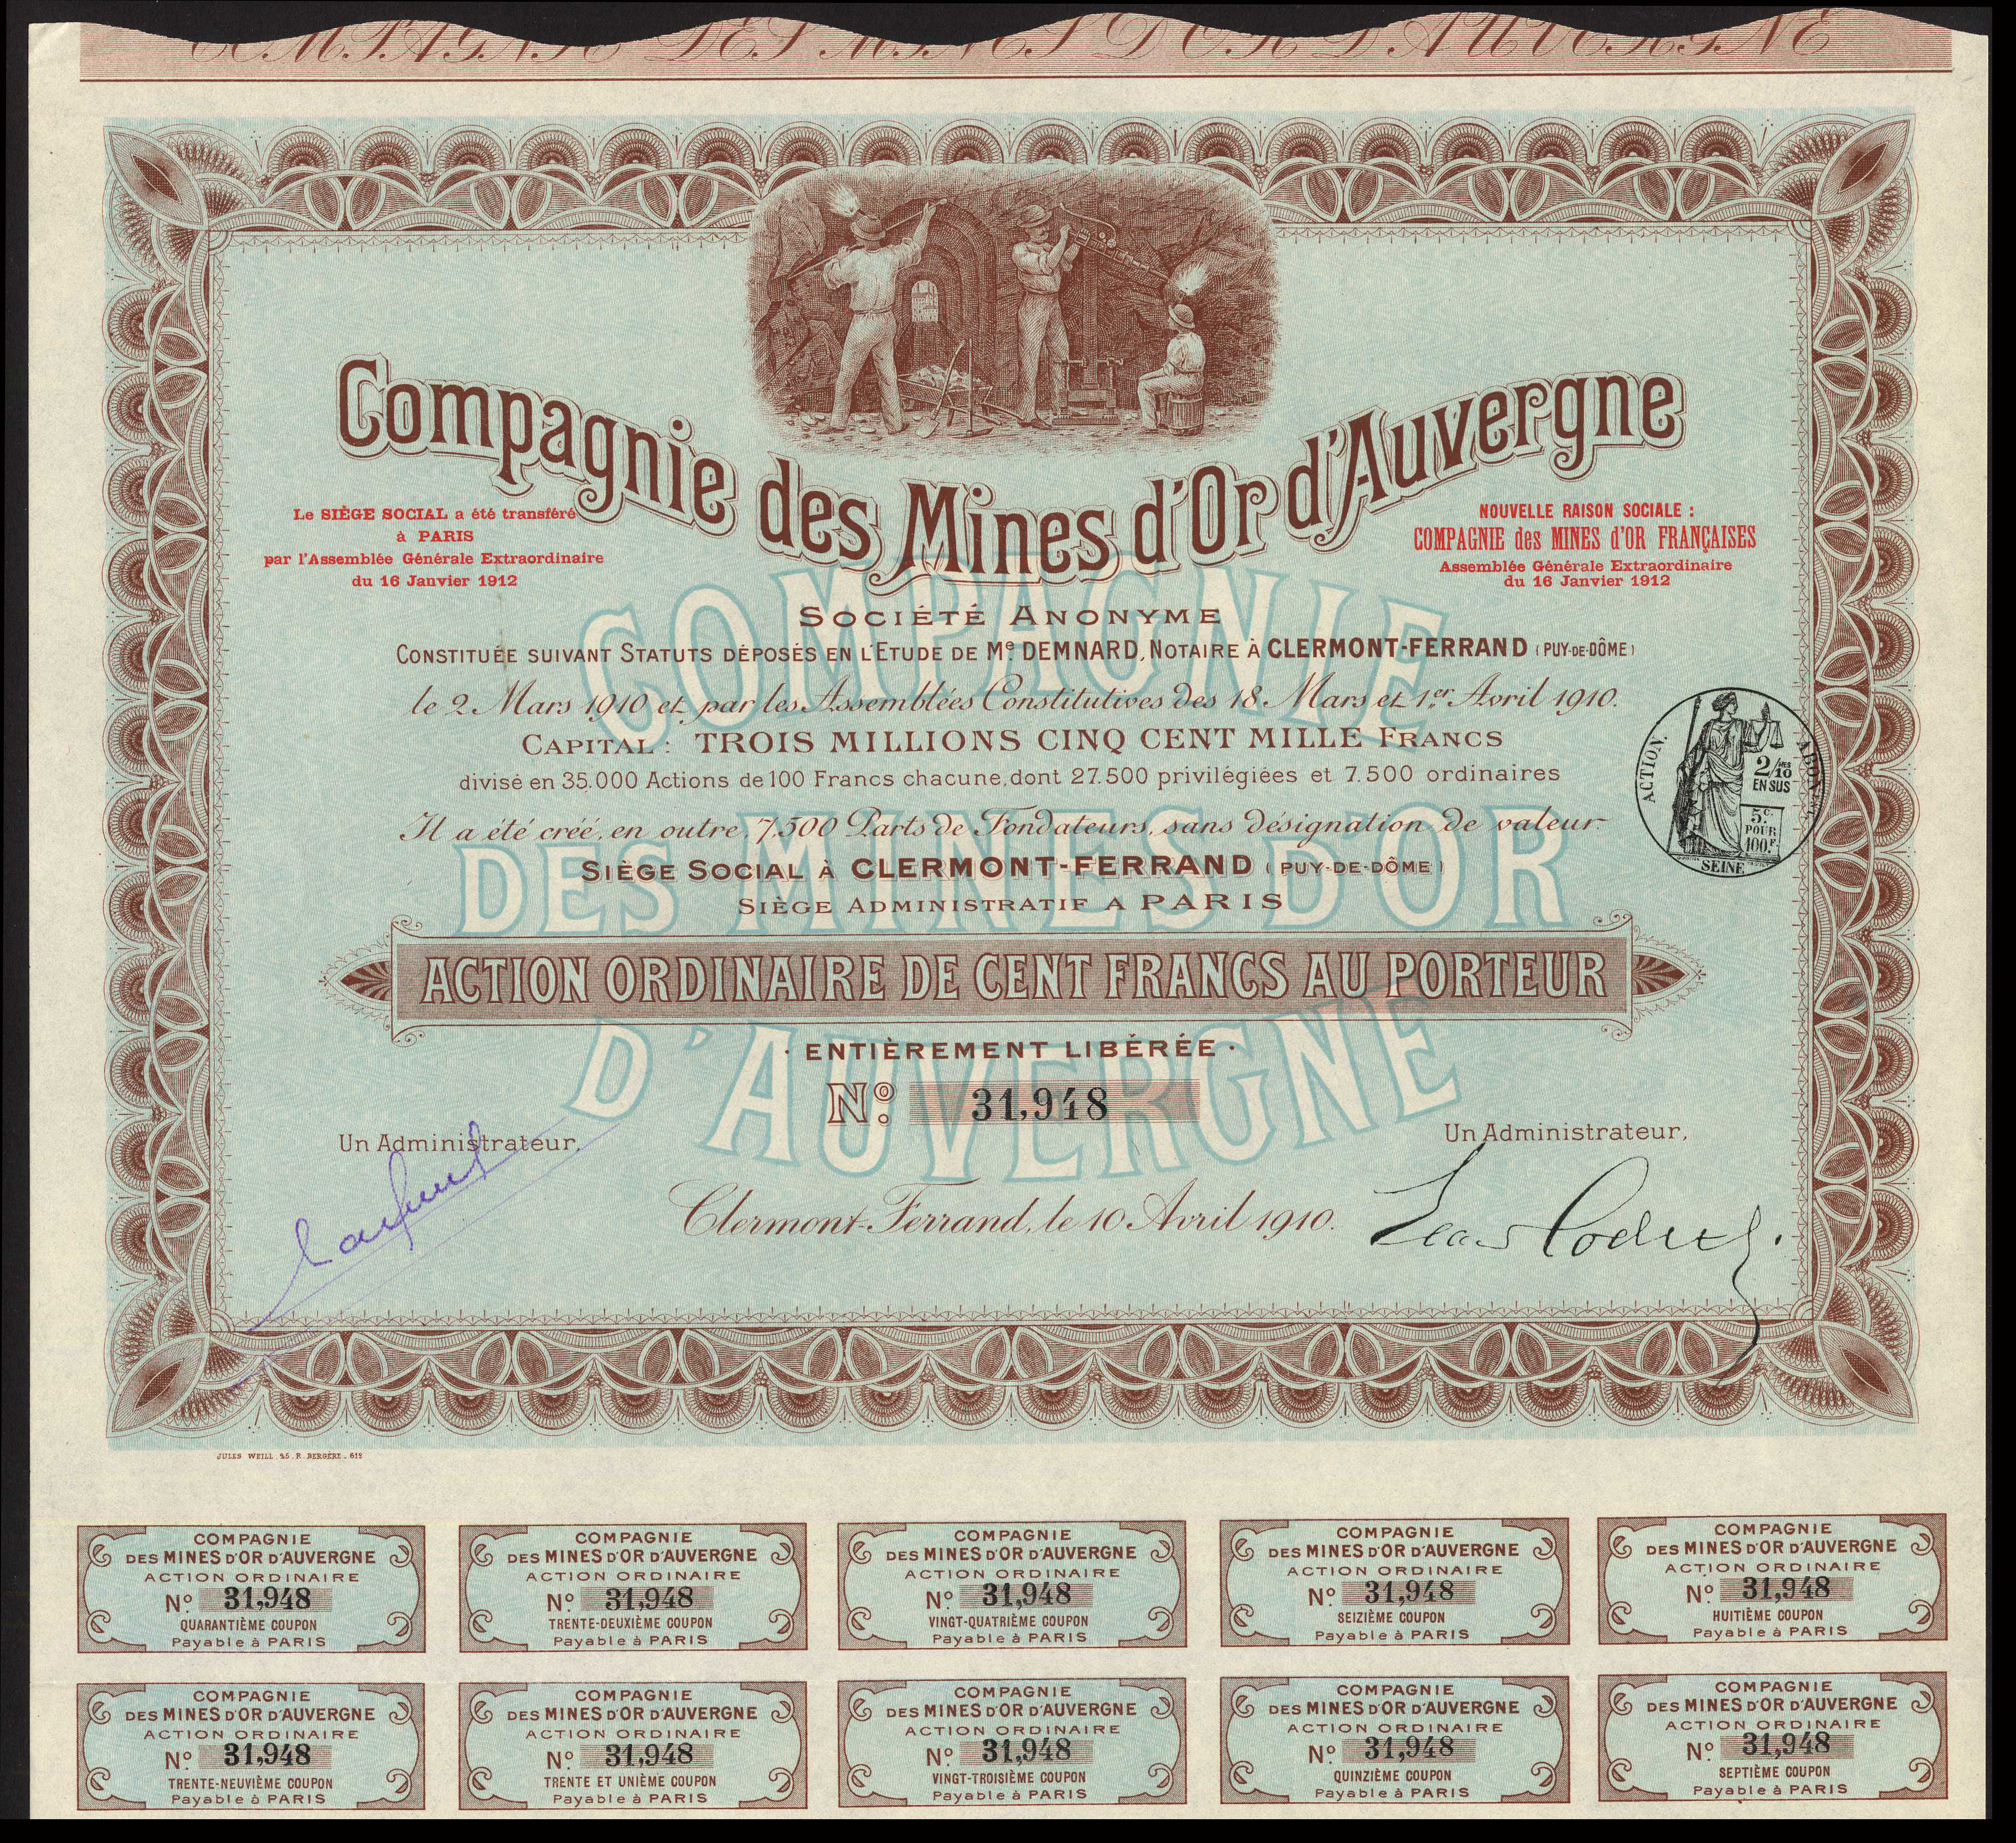 COMPAGNIE DES MINES D'OR D'AUVERGNE
Compagnie des Mines d'Or d'Auvergne
Le SIÈGE SOCIAL a été transféré
à PARIS
par l'Assemblée Générale Extraordinaire
du 16 Janvier 1912
NOUVELLE RAISON SOCIALE :
COMPAGNIE des MINES d'OR FRANÇAISES
Assemblée Générale Extraordinaire
du 16 Janvier 1912
COMPAGNIE
DES MINES D'OR
D'AUVERGNE
SOCIÉTÉ ANONYME
CONSTITUÉE SUIVANT STATUTS DÉPOSÉS EN L'ETUDE DE Me DEMNARD, NOTAIRE À CLERMONT-FERRAND (PUY-DE-DÔME)
le 2 Mars 1910 et par les Assemblées Constitutives des 18 Mars et 1er Avril 1910.
CAPITAL : TROIS MILLIONS CINQ CENT MILLE FRANCS
divisé en 35.000 Actions de 100 Francs chacune, dont 27.500 privilégiées et 7.500 ordinaires
Il a été créé, en outre, 7,500 Parts de Fondateurs, sans désignation de valeur.
SIÈGE SOCIAL À CLERMONT-FERRAND (PUY-DE-DÔME)
SIÈGE ADMINISTRATIF A PARIS
ACTION.
2/10es
EN SUS
5c.
POUR
100F.
SEINE
ACTION ORDINAIRE DE CENT FRANCS AU PORTEUR
· ENTIÈREMENT LIBÉRÉE ·
No. 31,948
Un Administrateur,
Un Administrateur,
Clermont-Ferrand, le 10 Avril 1910.
JULES WEILL. 25. R. BERGÈRE. 612
COMPAGNIE
DES MINES D'OR D'AUVERGNE
ACTION ORDINAIRE
No. 31,948
QUARANTIÈME COUPON
Payable à PARIS
COMPAGNIE
DES MINES D'OR D'AUVERGNE
ACTION ORDINAIRE
No. 31,948
TRENTE-DEUXIÈME COUPON
Payable à PARIS
COMPAGNIE
DES MINES D'OR D'AUVERGNE
ACTION ORDINAIRE
No. 31,948
VINGT-QUATRIÈME COUPON
Payable à PARIS
COMPAGNIE
DES MINES D'OR D'AUVERGNE
ACTION ORDINAIRE
No. 31,948
SEIZIÈME COUPON
Payable à PARIS
COMPAGNIE
DES MINES D'OR D'AUVERGNE
ACTION ORDINAIRE
No. 31,948
HUITIÈME COUPON
Payable à PARIS
COMPAGNIE
DES MINES D'OR D'AUVERGNE
ACTION ORDINAIRE
No. 31,948
TRENTE-NEUVIÈME COUPON
Payable à PARIS
COMPAGNIE
DES MINES D'OR D'AUVERGNE
ACTION ORDINAIRE
No. 31,948
TRENTE ET UNIÈME COUPON
Payable à PARIS
COMPAGNIE
DES MINES D'OR D'AUVERGNE
ACTION ORDINAIRE
No. 31,948
VINGT-TROISIÈME COUPON
Payable à PARIS
COMPAGNIE
DES MINES D'OR D'AUVERGNE
ACTION ORDINAIRE
No. 31,948
QUINZIÈME COUPON
Payable à PARIS
COMPAGNIE
DES MINES D'OR D'AUVERGNE
ACTION ORDINAIRE
No. 31,948
SEPTIÈME COUPON
Payable à PARIS